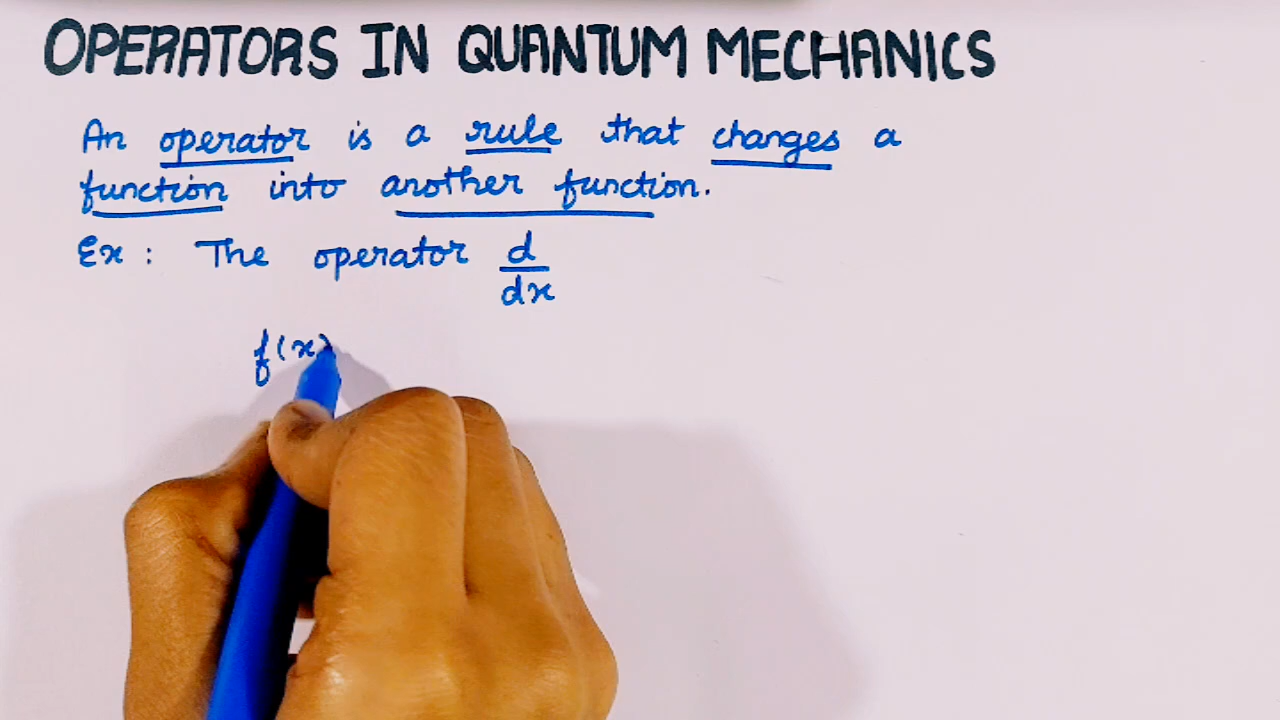 OPERATORS IN QUANTUM MECHANICS
An operator is a rule that changes a
function into another function.
Ex : The operator d/dx
f(x)